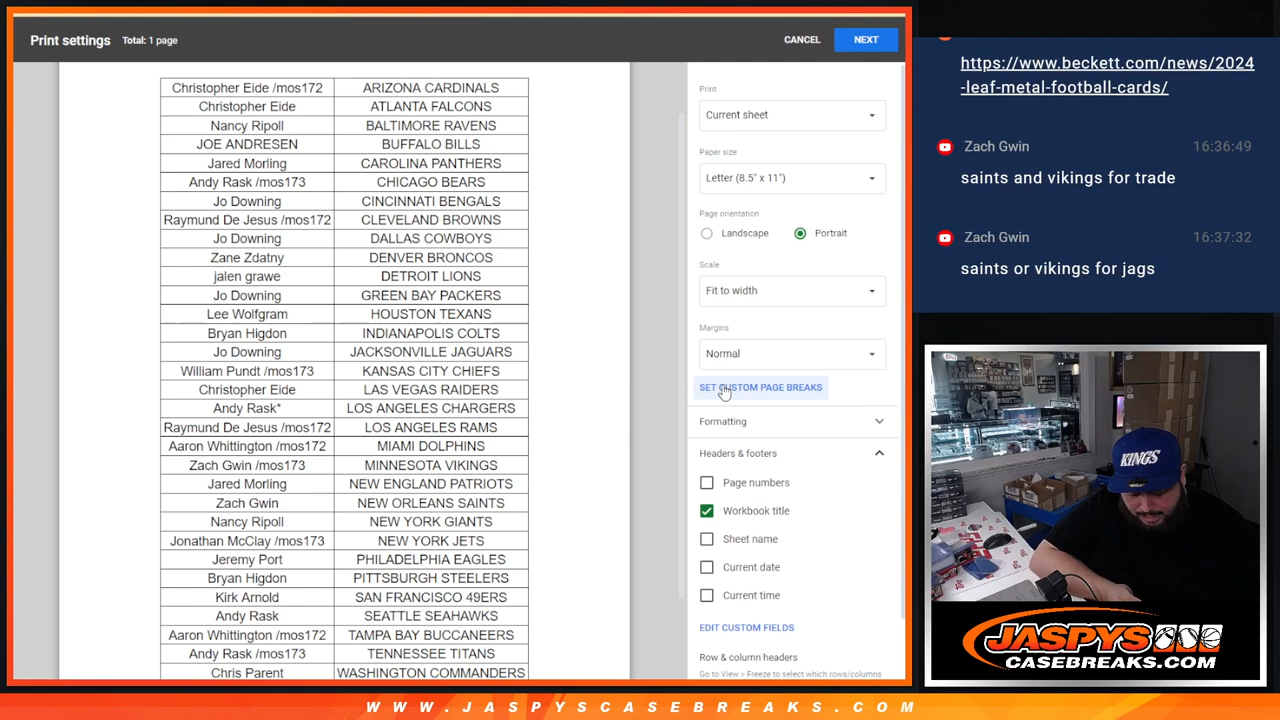 Print settings Total: 1 page CANCEL NEXT
Christopher Eide /mos172 ARIZONA CARDINALS
Christopher Eide ATLANTA FALCONS
Nancy Ripoll BALTIMORE RAVENS
JOE ANDRESEN BUFFALO BILLS
Jared Morling CAROLINA PANTHERS
Andy Rask /mos173 CHICAGO BEARS
Jo Downing CINCINNATI BENGALS
Raymund De Jesus /mos172 CLEVELAND BROWNS
Jo Downing DALLAS COWBOYS
Zane Zdatny DENVER BRONCOS
jalen grawe DETROIT LIONS
Jo Downing GREEN BAY PACKERS
Lee Wolfgram HOUSTON TEXANS
Bryan Higdon INDIANAPOLIS COLTS
Jo Downing JACKSONVILLE JAGUARS
William Pundt /mos173 KANSAS CITY CHIEFS
Christopher Eide LAS VEGAS RAIDERS
Andy Rask* LOS ANGELES CHARGERS
Raymund De Jesus /mos172 LOS ANGELES RAMS
Aaron Whittington /mos172 MIAMI DOLPHINS
Zach Gwin /mos173 MINNESOTA VIKINGS
Jared Morling NEW ENGLAND PATRIOTS
Zach Gwin NEW ORLEANS SAINTS
Nancy Ripoll NEW YORK GIANTS
Jonathan McClay /mos173 NEW YORK JETS
Jeremy Port PHILADELPHIA EAGLES
Bryan Higdon PITTSBURGH STEELERS
Kirk Arnold SAN FRANCISCO 49ERS
Andy Rask SEATTLE SEAHAWKS
Aaron Whittington /mos172 TAMPA BAY BUCCANEERS
Andy Rask /mos173 TENNESSEE TITANS
Chris Parent WASHINGTON COMMANDERS
Print
Current sheet
Paper size
Letter (8.5" x 11")
Page orientation
Landscape Portrait
Scale
Fit to width
Margins
Normal
SET CUSTOM PAGE BREAKS
Formatting
Headers & footers
Page numbers
Workbook title
Sheet name
Current date
Current time
EDIT CUSTOM FIELDS
Row & column headers
Go to View > Freeze to select which rows/columns
https://www.beckett.com/news/2024
-leaf-metal-football-cards/
Zach Gwin 16:36:49
saints and vikings for trade
Zach Gwin 16:37:32
saints or vikings for jags
KINGS
JASPYS
CASEBREAKS.COM
WWW.JASPYSCASEBREAKS.COM